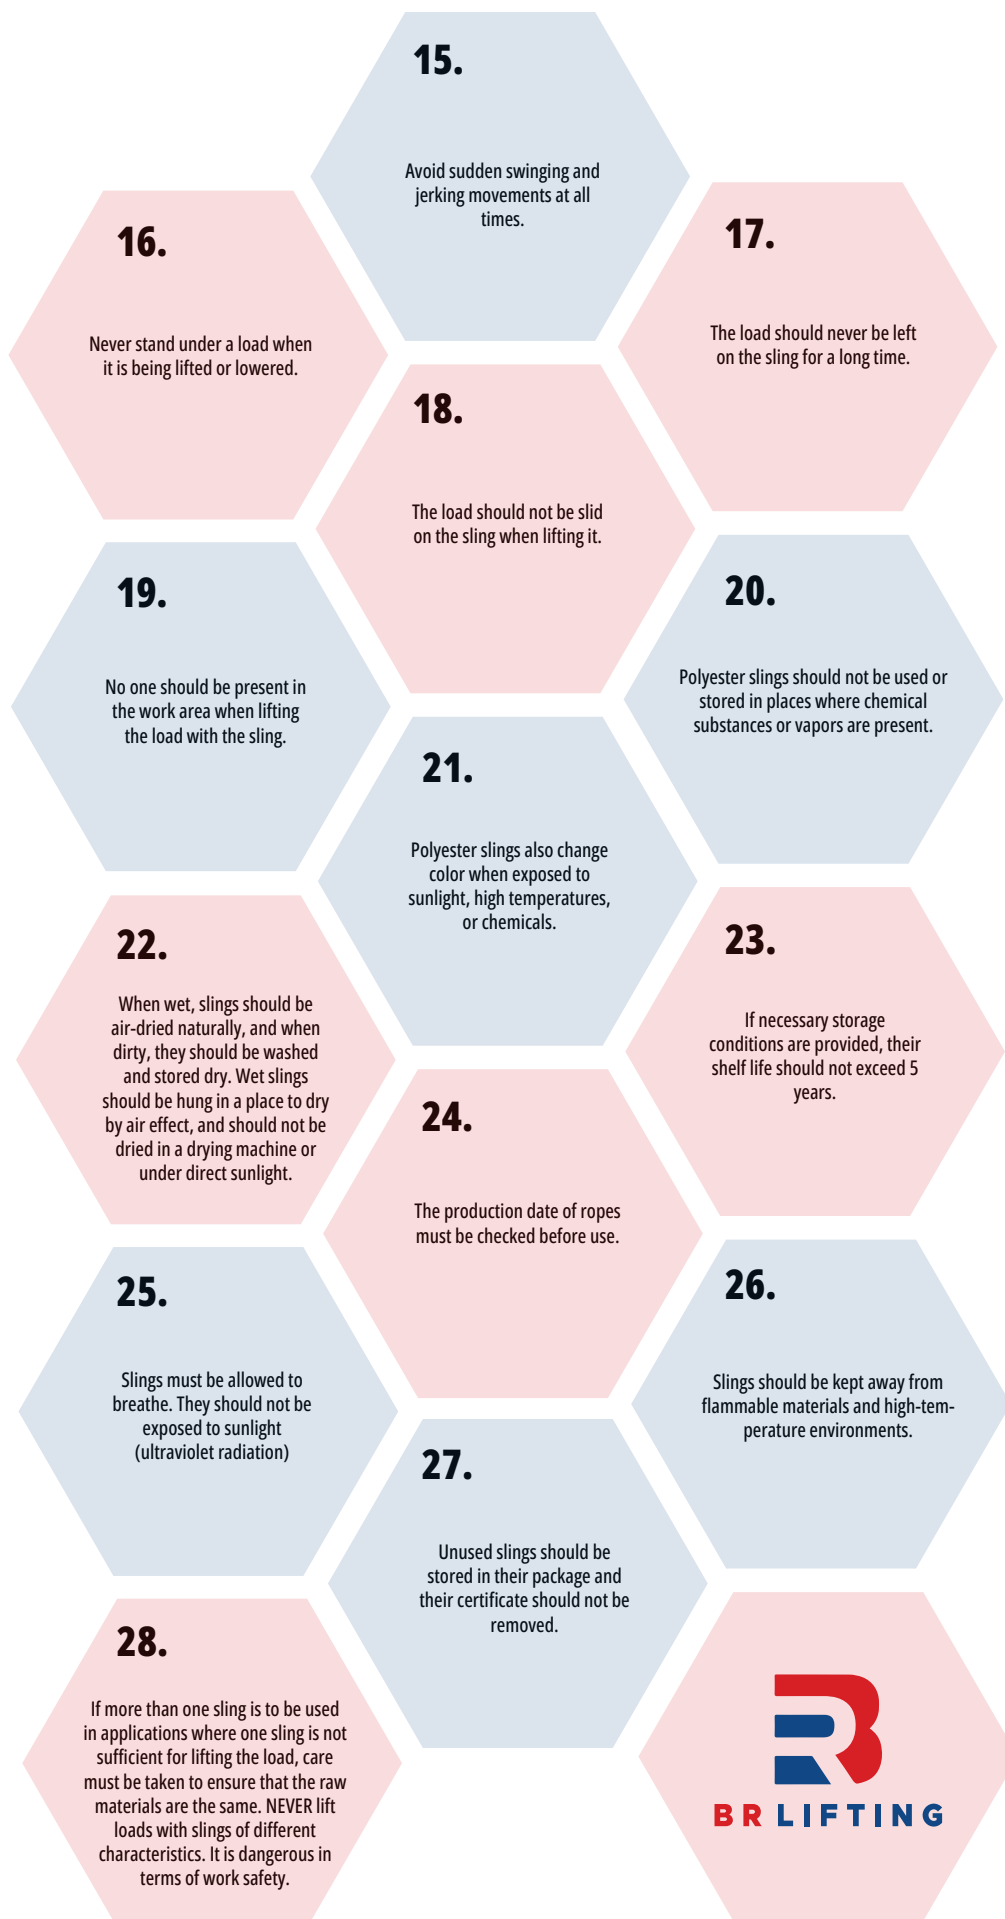 15.
Avoid sudden swinging and
jerking movements at all
times.
16.
Never stand under a load when
it is being lifted or lowered.
17.
The load should never be left
on the sling for a long time.
18.
The load should not be slid
on the sling when lifting it.
19.
No one should be present in
the work area when lifting
the load with the sling.
20.
Polyester slings should not be used or
stored in places where chemical
substances or vapors are present.
21.
Polyester slings also change
color when exposed to
sunlight, high temperatures,
or chemicals.
22.
When wet, slings should be
air-dried naturally, and when
dirty, they should be washed
and stored dry. Wet slings
should be hung in a place to dry
by air effect, and should not be
dried in a drying machine or
under direct sunlight.
23.
If necessary storage
conditions are provided, their
shelf life should not exceed 5
years.
24.
The production date of ropes
must be checked before use.
25.
Slings must be allowed to
breathe. They should not be
exposed to sunlight
(ultraviolet radiation)
26.
Slings should be kept away from
flammable materials and high-tem-
perature environments.
27.
Unused slings should be
stored in their package and
their certificate should not be
removed.
28.
If more than one sling is to be used
in applications where one sling is not
sufficient for lifting the load, care
must be taken to ensure that the raw
materials are the same. NEVER lift
loads with slings of different
characteristics. It is dangerous in
terms of work safety.
BR LIFTING